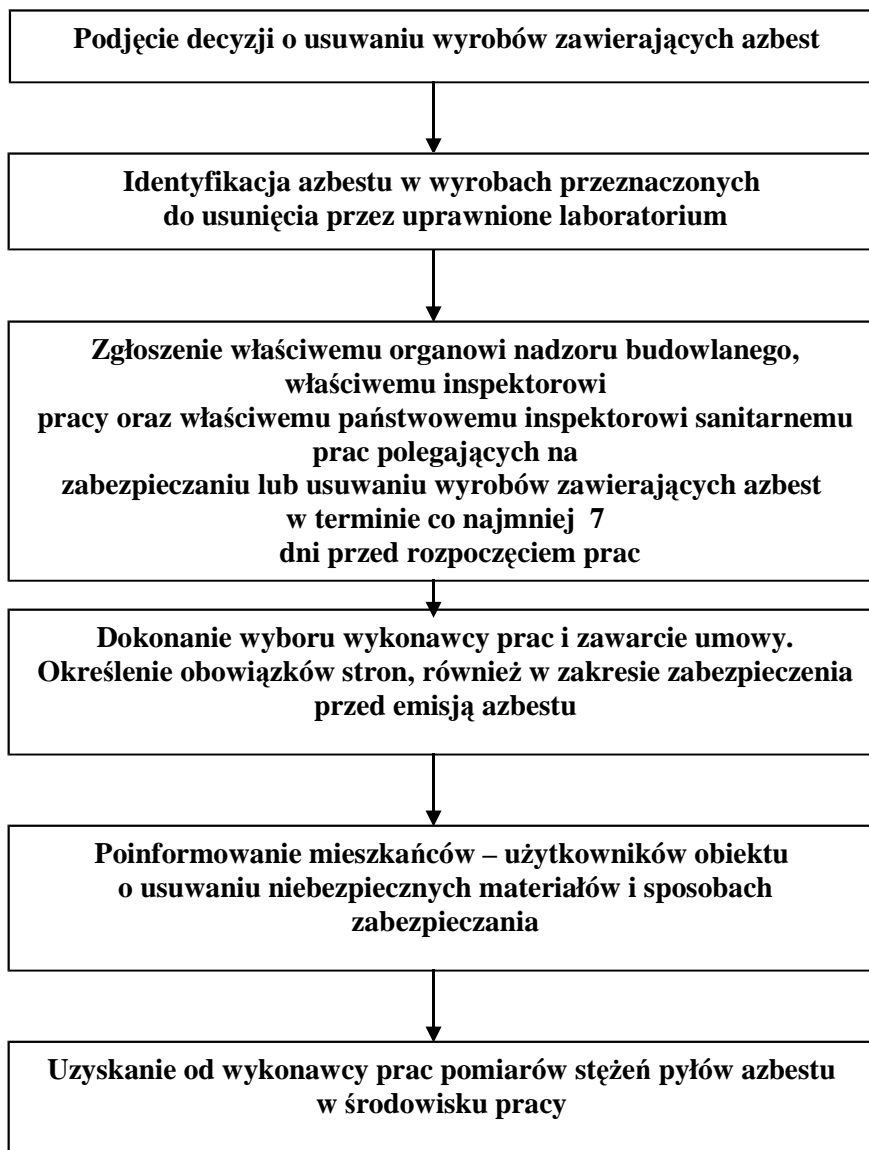 Podjęcie decyzji o usuwaniu wyrobów zawierających azbest
Identyfikacja azbestu w wyrobach przeznaczonych
do usunięcia przez uprawnione laboratorium
Zgłoszenie właściwemu organowi nadzoru budowlanego,
właściwemu inspektorowi
pracy oraz właściwemu państwowemu inspektorowi sanitarnemu
prac polegających na
zabezpieczaniu lub usuwaniu wyrobów zawierających azbest
w terminie co najmniej 7
dni przed rozpoczęciem prac
Dokonanie wyboru wykonawcy prac i zawarcie umowy.
Określenie obowiązków stron, również w zakresie zabezpieczenia
przed emisją azbestu
Poinformowanie mieszkańców – użytkowników obiektu
o usuwaniu niebezpiecznych materiałów i sposobach
zabezpieczania
Uzyskanie od wykonawcy prac pomiarów stężeń pyłów azbestu
w środowisku pracy